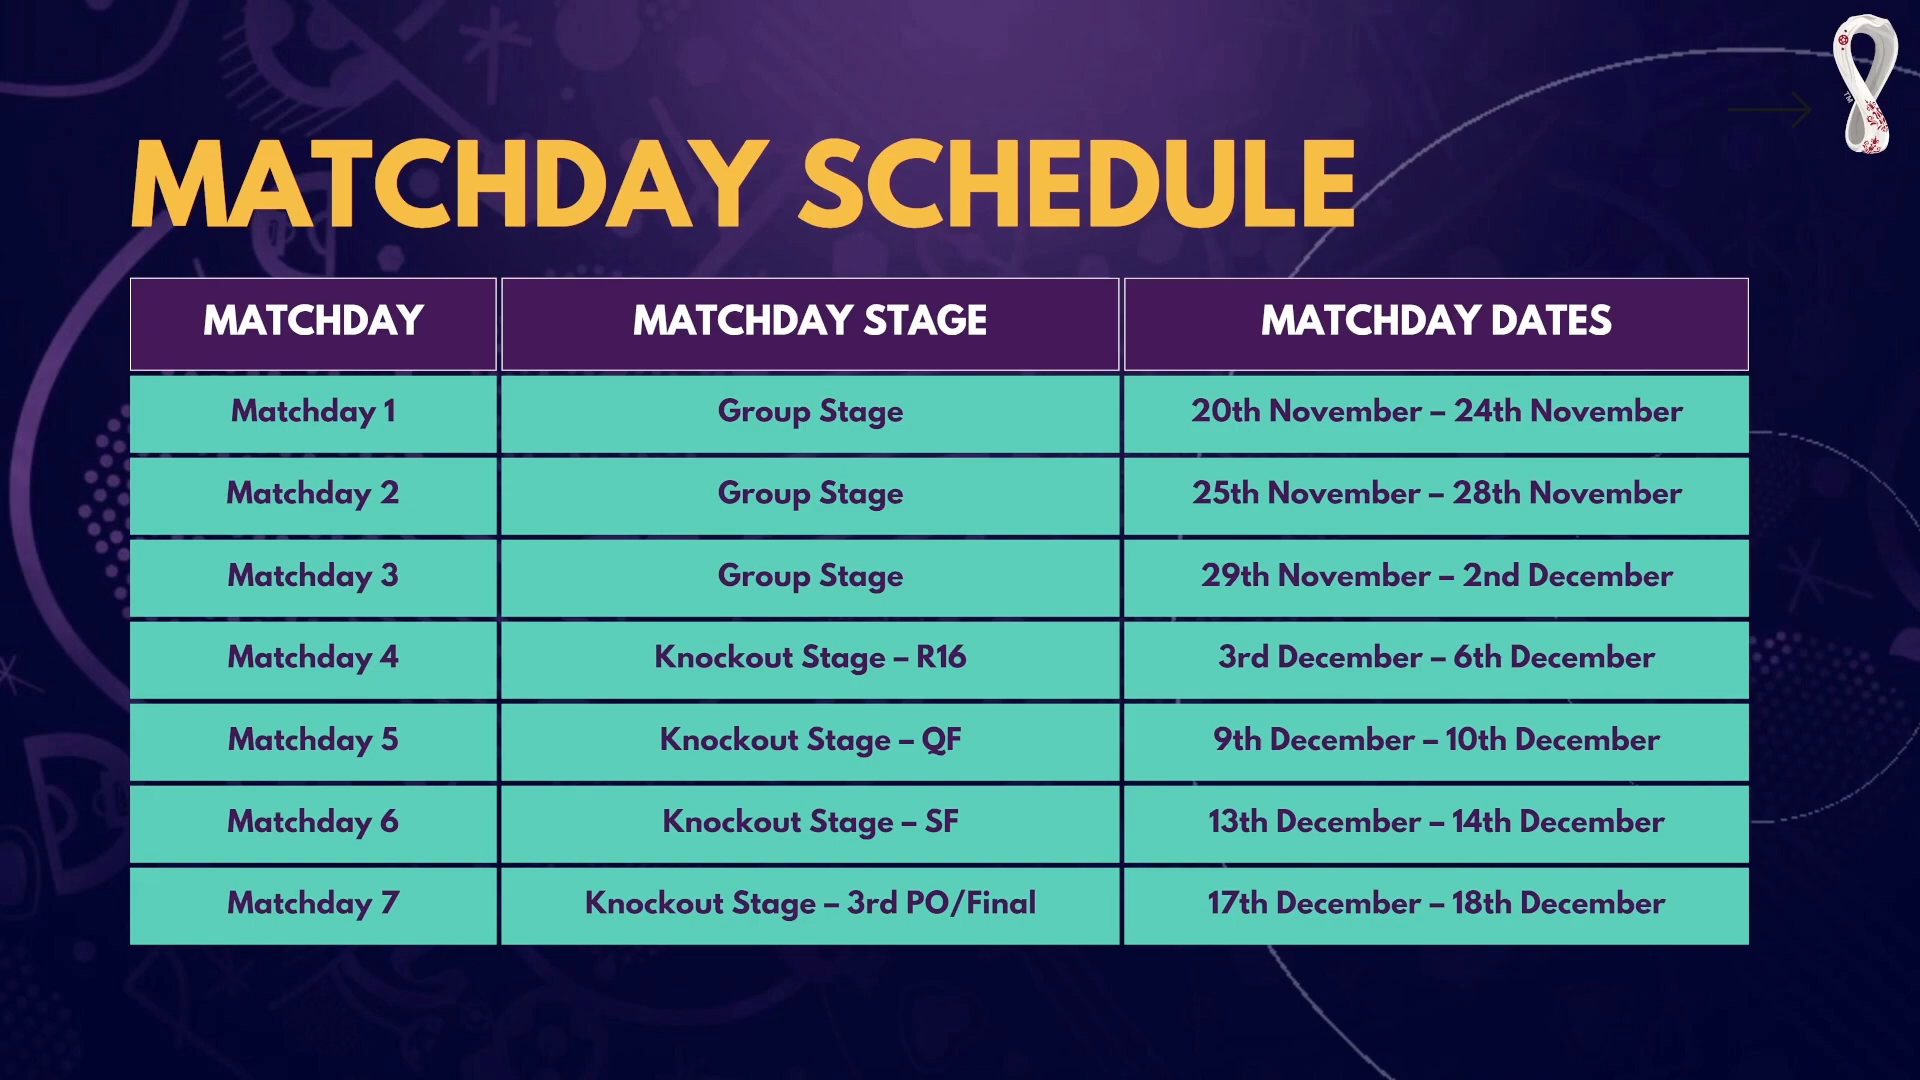 MATCHDAY SCHEDULE
MATCHDAY MATCHDAY STAGE MATCHDAY DATES
Matchday 1 Group Stage 20th November – 24th November
Matchday 2 Group Stage 25th November – 28th November
Matchday 3 Group Stage 29th November – 2nd December
Matchday 4 Knockout Stage – R16 3rd December – 6th December
Matchday 5 Knockout Stage – QF 9th December – 10th December
Matchday 6 Knockout Stage – SF 13th December – 14th December
Matchday 7 Knockout Stage – 3rd PO/Final 17th December – 18th December
TM